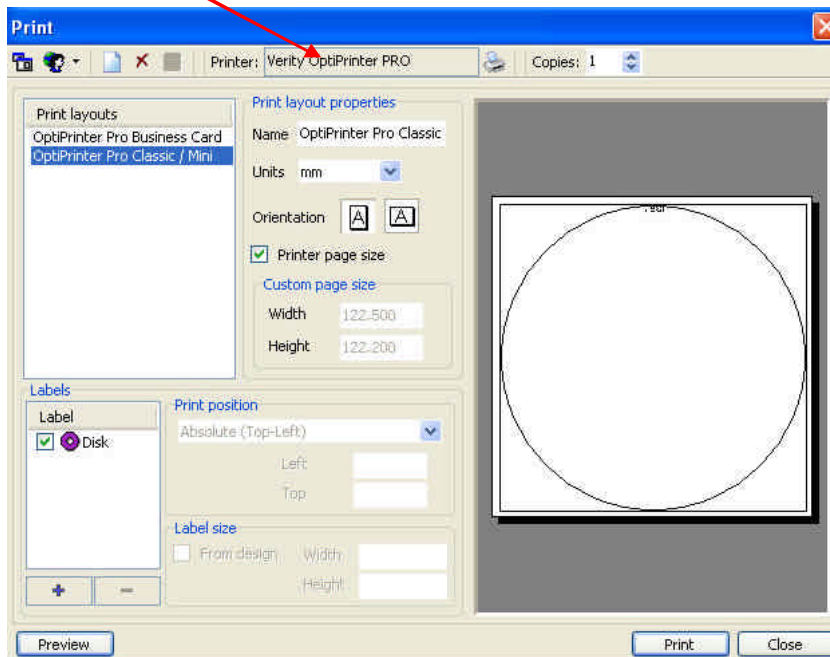 Print
Printer: Verity OptiPrinter PRO Copies: 1
Print layouts
OptiPrinter Pro Business Card
OptiPrinter Pro Classic / Mini
Print layout properties
Name OptiPrinter Pro Classic
Units mm
Orientation A A
Printer page size
Custom page size
Width 122.500
Height 122.200
Labels
Label
Disk
Print position
Absolute (Top-Left)
Left
Top
Label size
From design Width
Height
+ −
Preview Print Close